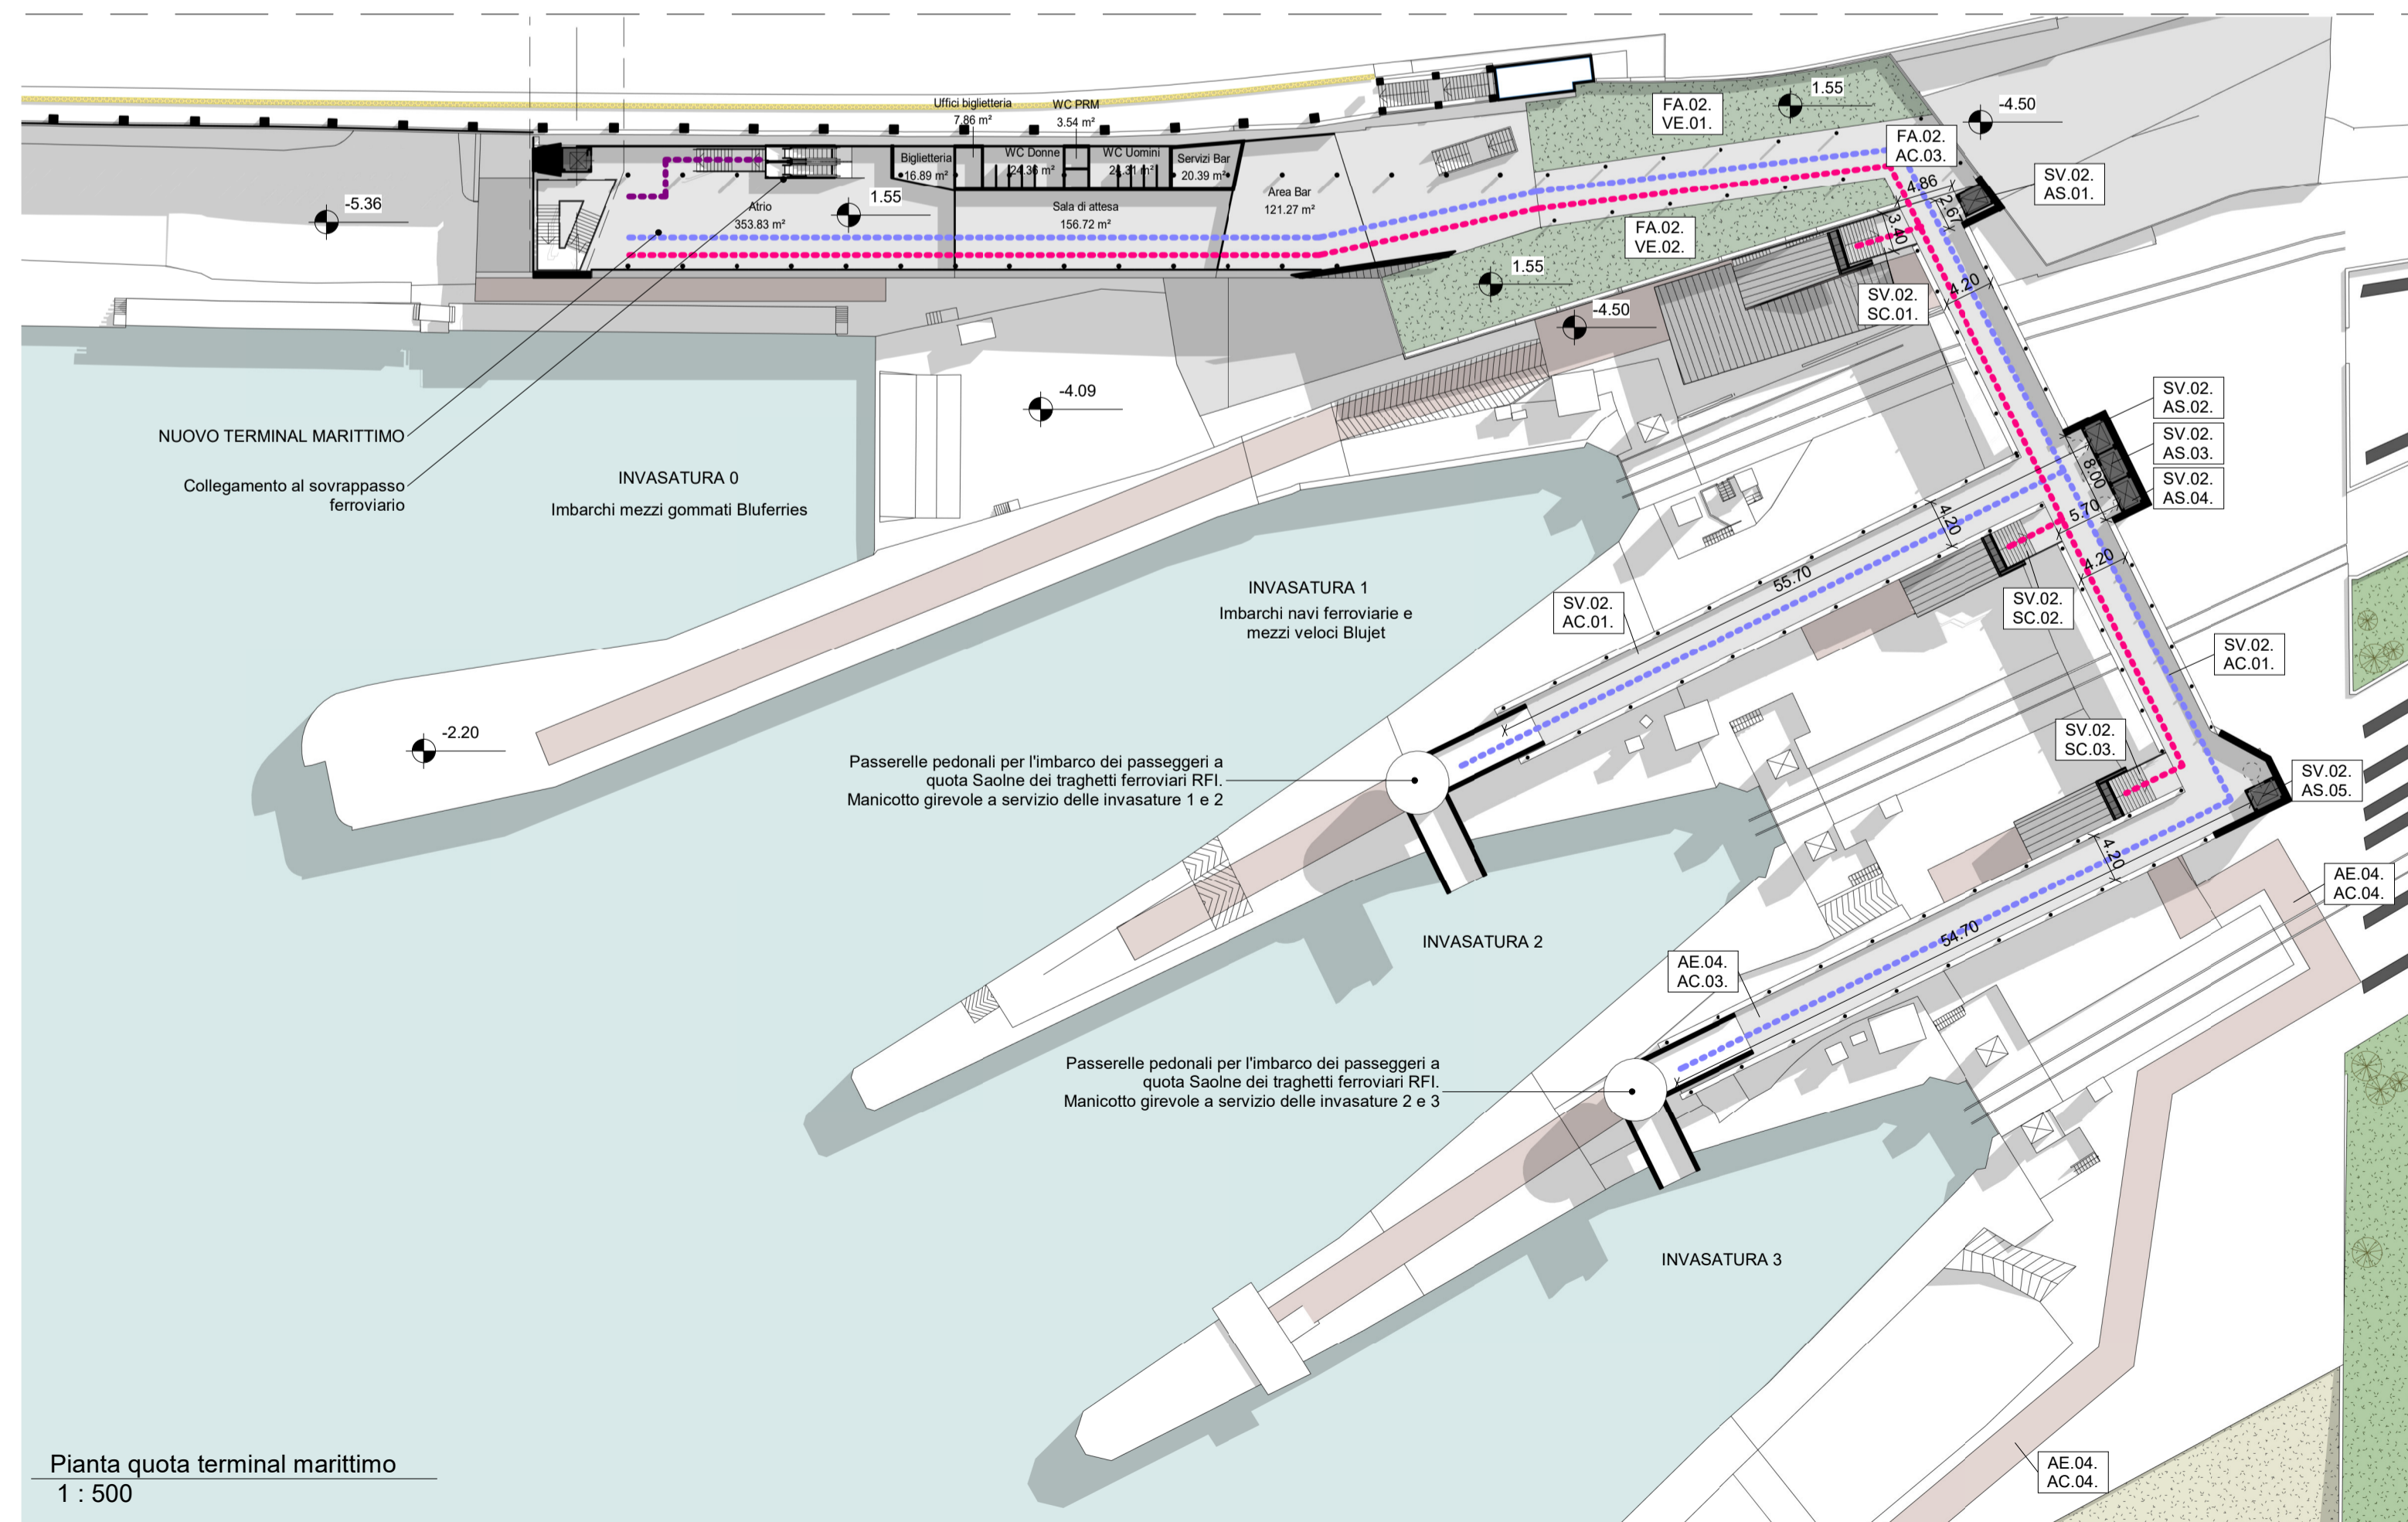 1.55
-4.50
FA.02.
VE.01.
Uffici biglietteria
7.86 m²
WC PRM
3.54 m²
FA.02.
AC.03.
Biglietteria
16.89 m²
WC Donne
24.36 m²
WC Uomini
Servizi Bar
20.39 m²
SV.02.
AS.01.
4.86
2.67
3.40
-5.36
1.55
Atrio
353.83 m²
Sala di attesa
156.72 m²
Area Bar
121.27 m²
FA.02.
VE.02.
1.55
4.20
SV.02.
SC.01.
-4.50
-4.09
SV.02.
AS.02.
SV.02.
AS.03.
SV.02.
AS.04.
NUOVO TERMINAL MARITTIMO
Collegamento al sovrappasso
ferroviario
INVASATURA 0
Imbarchi mezzi gommati Bluferries
8.00
5.70
4.20
4.20
55.70
INVASATURA 1
Imbarchi navi ferroviarie e
mezzi veloci Blujet
SV.02.
AC.01.
SV.02.
SC.02.
SV.02.
AC.01.
-2.20
SV.02.
SC.03.
SV.02.
AS.05.
Passerelle pedonali per l'imbarco dei passeggeri a
quota Saolne dei traghetti ferroviari RFI.
Manicotto girevole a servizio delle invasature 1 e 2
4.20
AE.04.
AC.04.
INVASATURA 2
54.70
AE.04.
AC.03.
Passerelle pedonali per l'imbarco dei passeggeri a
quota Saolne dei traghetti ferroviari RFI.
Manicotto girevole a servizio delle invasature 2 e 3
INVASATURA 3
AE.04.
AC.04.
Pianta quota terminal marittimo
1 : 500